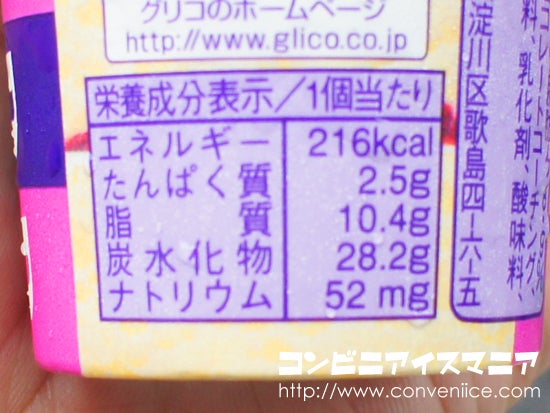 グリコのホームページ
http://www.glico.co.jp
栄養成分表示/1個当たり
エネルギー 216kcal
たんぱく質 2.5g
脂質 10.4g
炭水化物 28.2g
ナトリウム 52 mg
淀川区歌島四-六-五
料、乳化剤、酸味料、
コンビニアイスマニア
http://www.conveniice.com/